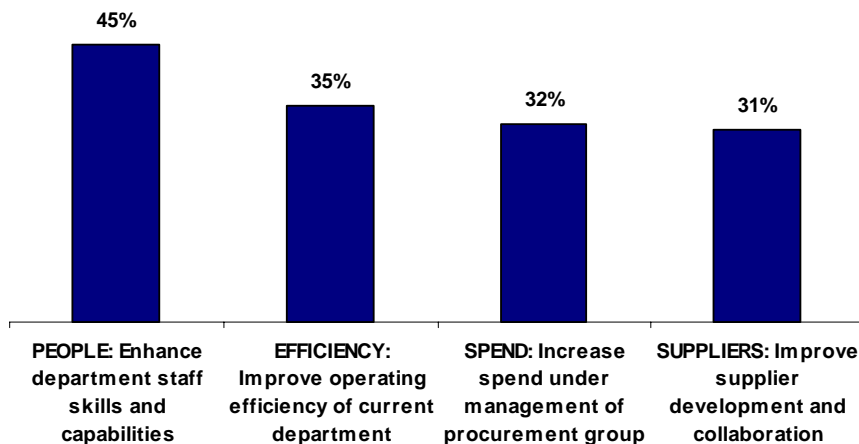 45%
35%
32%
31%
PEOPLE: Enhance
department staff
skills and
capabilities
EFFICIENCY:
Improve operating
efficiency of current
department
SPEND: Increase
spend under
management of
procurement group
SUPPLIERS: Improve
supplier
development and
collaboration